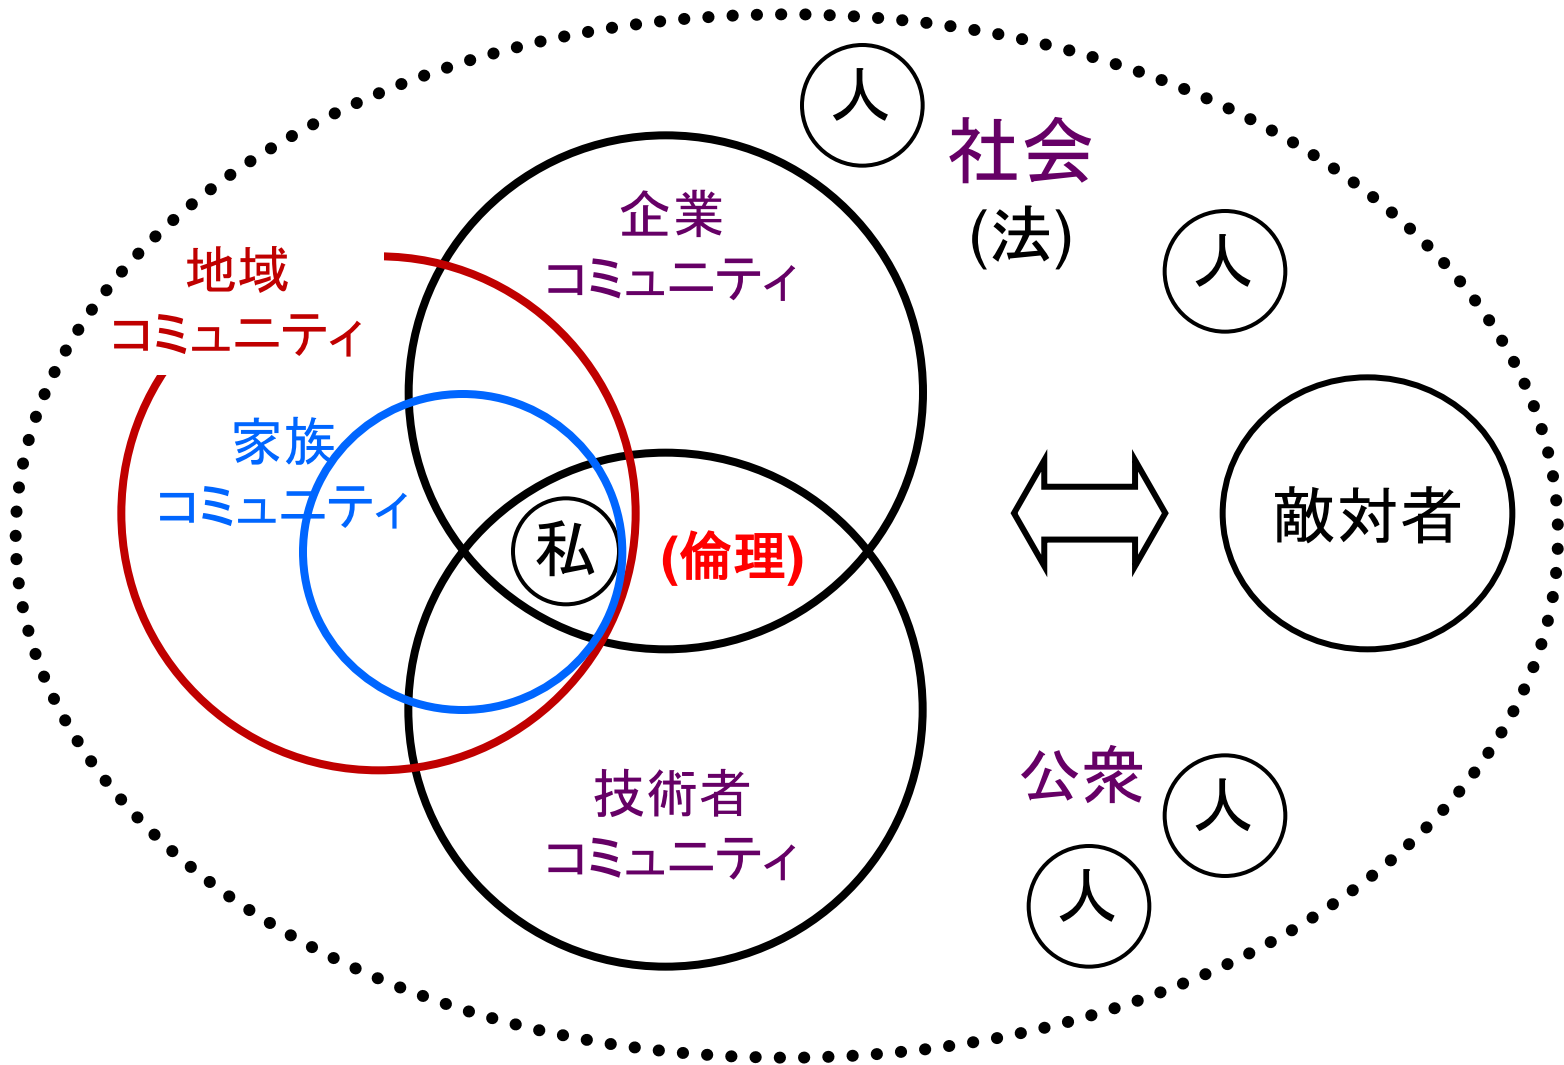 人
社会
(法)
企業
コミュニティ
人
地域
コミュニティ
家族
コミュニティ
私
(倫理)
敵対者
公衆
人
技術者
コミュニティ
人